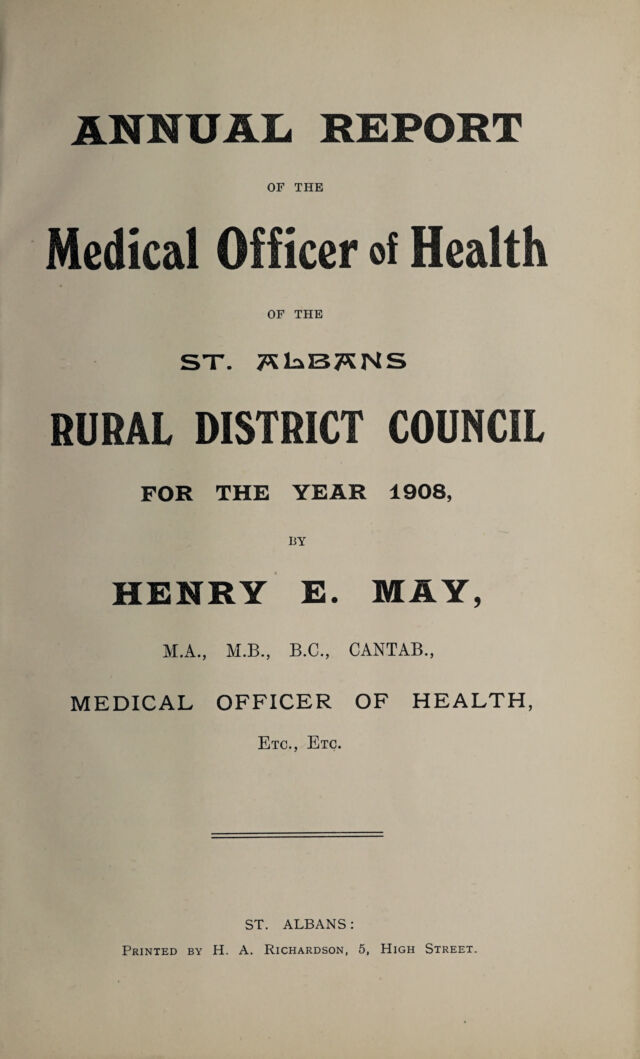 ANNUAL REPORT
OF THE
Medical Officer of Health
OF THE
ST. ALBANS
RURAL DISTRICT COUNCIL
FOR THE YEAR 1908,
BY
HENRY E. MAY,
M.A., M.B., B.C., CANTAB.,
MEDICAL OFFICER OF HEALTH,
ETC., ETC.
ST. ALBANS:
PRINTED BY H. A. RICHARDSON, 5, HIGH STREET.